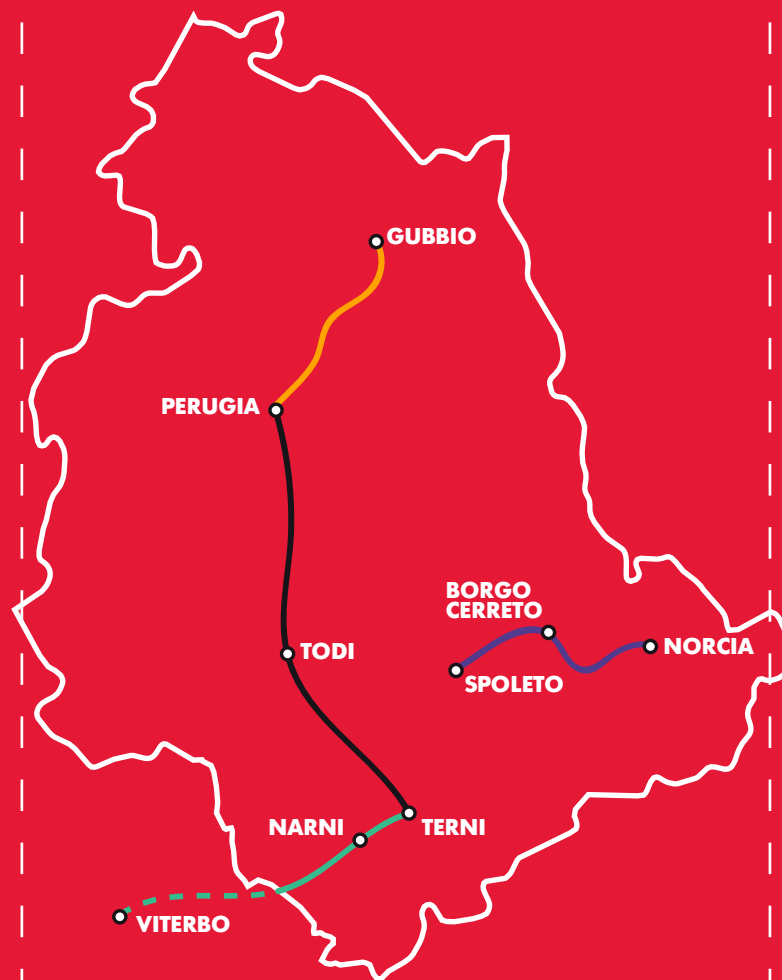 GUBBIO
PERUGIA
BORGO
CERRETO
TODI
NORCIA
SPOLETO
NARNI
TERNI
VITERBO